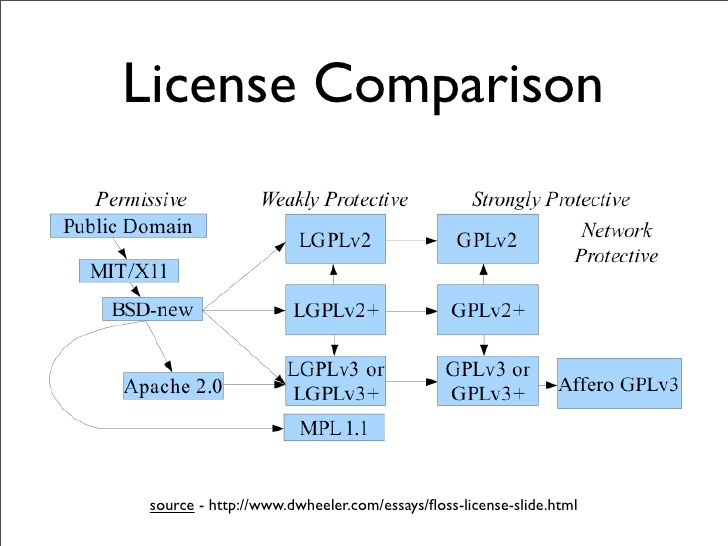 License Comparison
Permissive
Weakly Protective
Strongly Protective
Public Domain
LGPLv2
GPLv2
Network
Protective
MIT/X11
BSD-new
LGPLv2+
GPLv2+
Apache 2.0
LGPLv3 or
LGPLv3+
GPLv3 or
GPLv3+
Affero GPLv3
MPL 1.1
source - http://www.dwheeler.com/essays/floss-license-slide.html